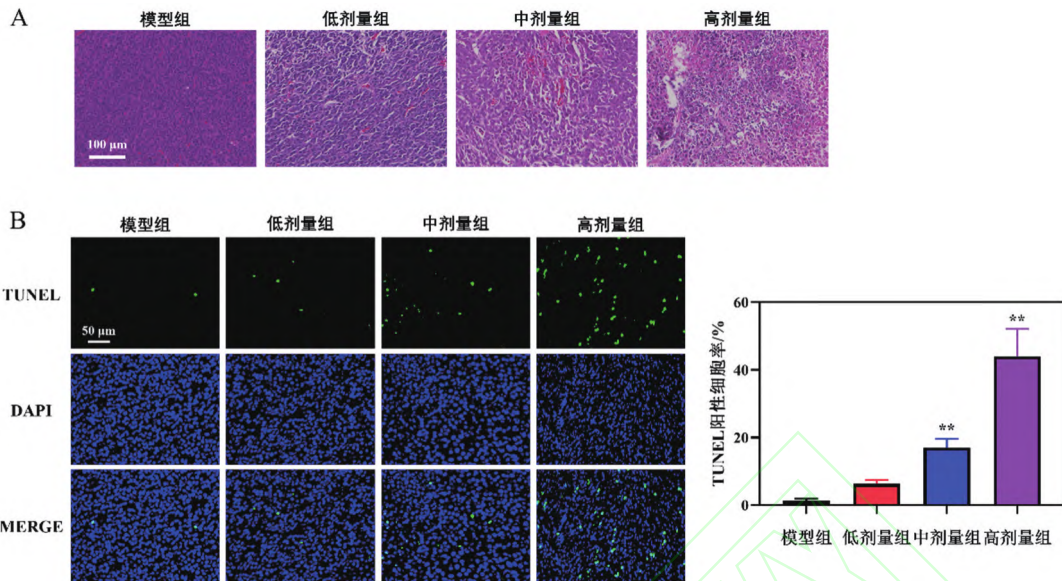 A
模型组 低剂量组 中剂量组 高剂量组
100 μm
B
模型组 低剂量组 中剂量组 高剂量组
TUNEL
50 μm
DAPI
MERGE
TUNEL阳性细胞率/%
60
40
20
0
**
**
模型组 低剂量组 中剂量组 高剂量组